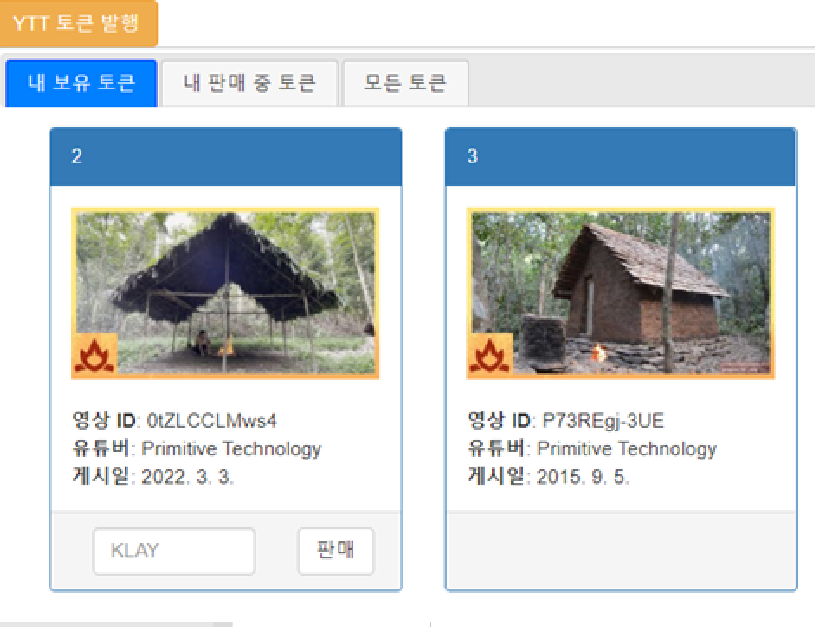 YTT 토큰 발행
내 보유 토큰 내 판매 중 토큰 모든 토큰
2
영상 ID: 0tZLCCLMws4
유튜버: Primitive Technology
게시일: 2022. 3. 3.
KLAY 판매
3
영상 ID: P73REgj-3UE
유튜버: Primitive Technology
게시일: 2015. 9. 5.